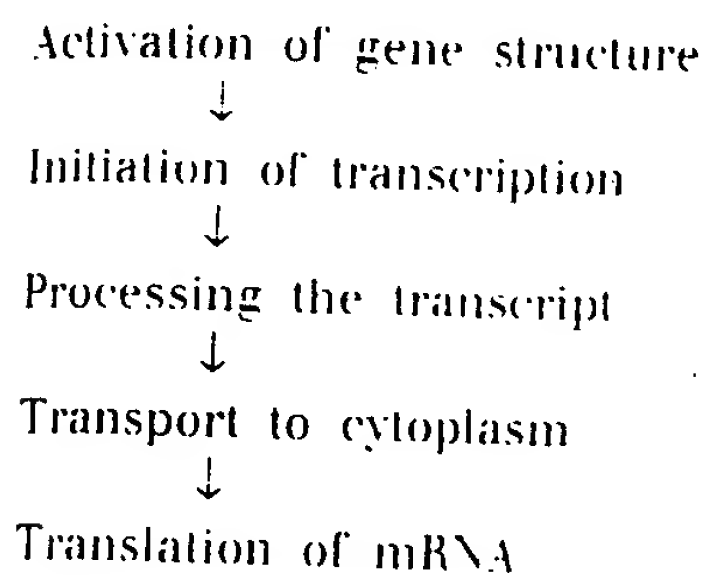 Activation of gene structure
↓
Initiation of transcription
↓
Processing the transcript
↓
Transport to cytoplasm
↓
Translation of mRNA